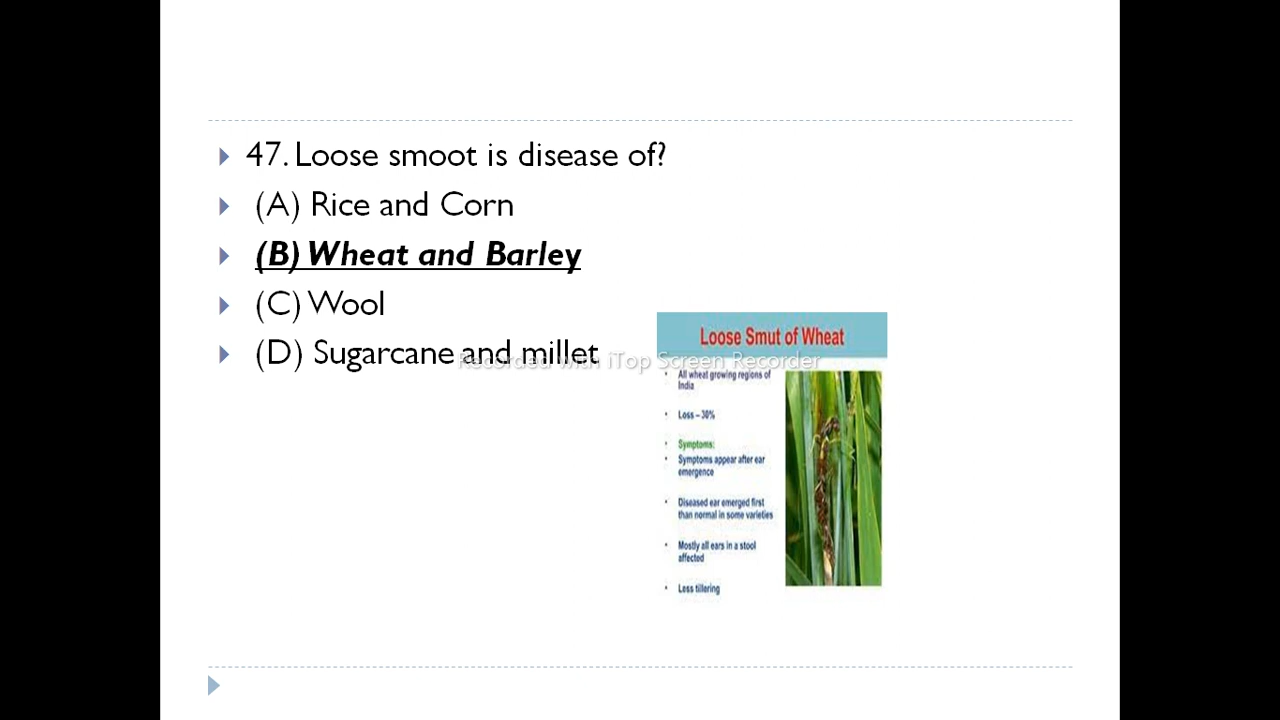 47. Loose smoot is disease of?
(A) Rice and Corn
(B) Wheat and Barley
(C) Wool
(D) Sugarcane and millet
Recorded with iTop Screen Recorder
Loose Smut of Wheat
All wheat growing regions of
India
Loss – 30%
Symptoms:
Symptoms appear after ear
emergence
Diseased ear emerged first
than normal in some varieties
Mostly all ears in a stool
affected
Less tillering